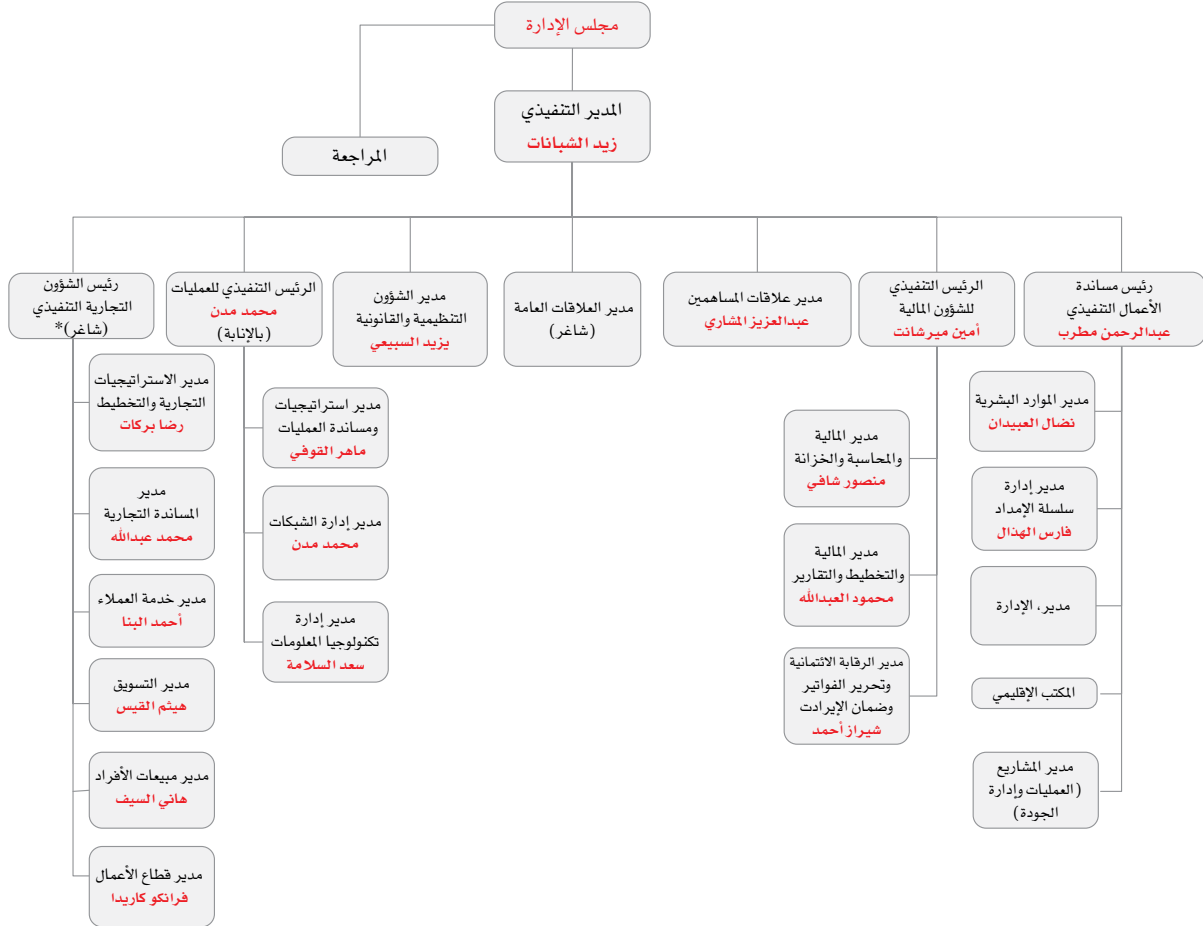 مجلس الإدارة
المدير التنفيذي
زيد الشبانات
المراجعة
رئيس مساندة
الأعمال التنفيذي
عبدالرحمن مطرب
الرئيس التنفيذي
للشؤون المالية
أمين ميرشانت
مدير علاقات المساهمين
عبدالعزيز المشاري
مدير العلاقات العامة
(شاغر)
مدير الشؤون
التنظيمية والقانونية
يزيد السبيعي
الرئيس التنفيذي للعمليات
محمد مدن
(بالإنابة)
رئيس الشؤون
التجارية التنفيذي
(شاغر)*
مدير الموارد البشرية
نضال العبيدان
مدير إدارة
سلسلة الإمداد
فارس الهذال
مدير، الإدارة
المكتب الإقليمي
مدير المشاريع
(العمليات وإدارة
الجودة)
مدير المالية
والمحاسبة والخزانة
منصور شافي
مدير المالية
والتخطيط والتقارير
محمود العبدالله
مدير الرقابة الائتمانية
وتحرير الفواتير
وضمان الإيرادت
شيراز أحمد
مدير استراتيجيات
ومساندة العمليات
ماهر القوفي
مدير إدارة الشبكات
محمد مدن
مدير إدارة
تكنولوجيا المعلومات
سعد السلامة
مدير الاستراتيجيات
التجارية والتخطيط
رضا بركات
مدير
المساندة التجارية
محمد عبدالله
مدير خدمة العملاء
أحمد البنا
مدير التسويق
هيثم القيس
مدير مبيعات الأفراد
هاني السيف
مدير قطاع الأعمال
فرانكو كاريدا